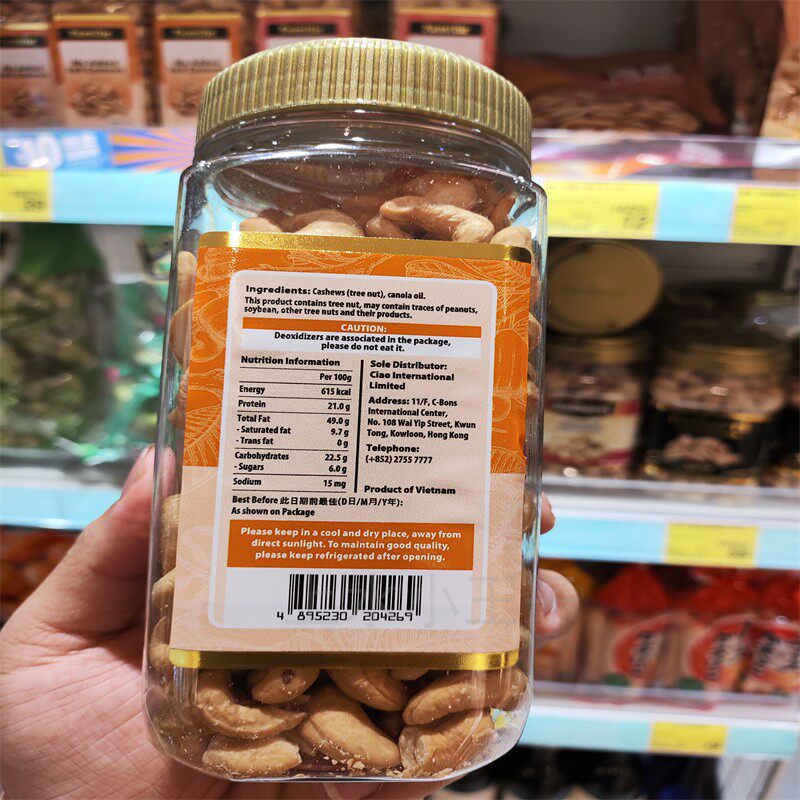 Ingredients: Cashews (tree nut), canola oil.
This product contains tree nut, may contain traces of peanuts,
soybean, other tree nuts and their products.
CAUTION:
Deoxidizers are associated in the package,
please do not eat it.
Nutrition Information
Per 100g
Energy 615 kcal
Protein 21.0 g
Total Fat 49.0 g
- Saturated fat 9.7 g
- Trans fat 0 g
Carbohydrates 22.5 g
- Sugars 6.0 g
Sodium 15 mg
Sole Distributor:
Ciao International
Limited
Address: 11/F, C-Bons
International Center,
No. 108 Wai Yip Street, Kwun
Tong, Kowloon, Hong Kong
Telephone:
(+852) 2755 7777
Product of Vietnam
Best Before 此日期前最佳(D日/M月/Y年):
As shown on Package
Please keep in a cool and dry place, away from
direct sunlight. To maintain good quality,
please keep refrigerated after opening.
4 895230 204269